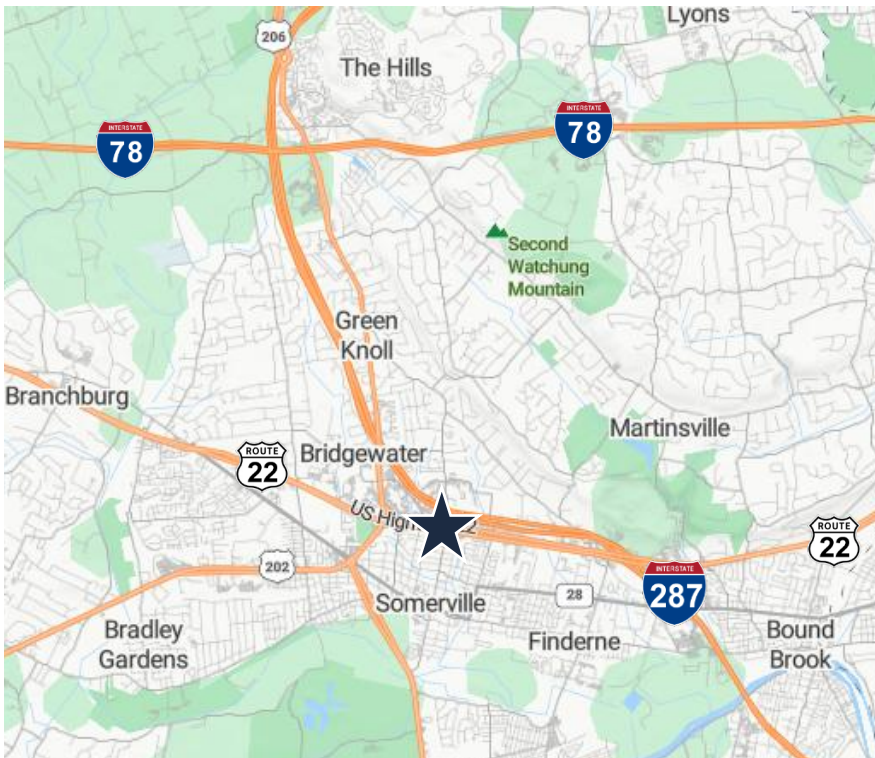 Lyons
206
The Hills
INTERSTATE
78
INTERSTATE
78
Second
Watchung
Mountain
Green
Knoll
Branchburg
Martinsville
Bridgewater
ROUTE
22
US High
2
ROUTE
22
202
INTERSTATE
287
28
Somerville
Bradley
Gardens
Finderne
Bound
Brook